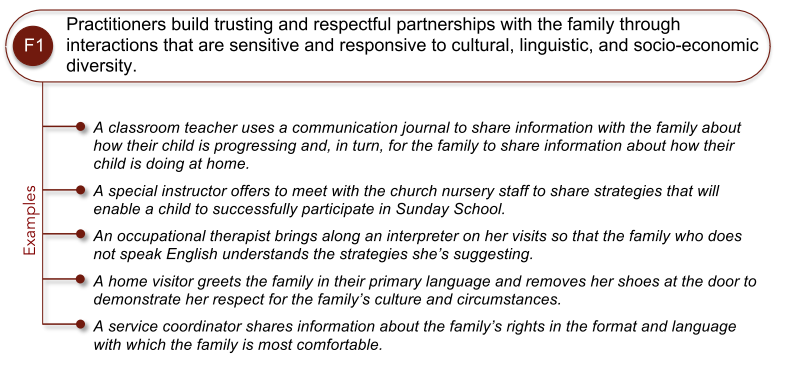 F1
Practitioners build trusting and respectful partnerships with the family through
interactions that are sensitive and responsive to cultural, linguistic, and socio-economic
diversity.
Examples
A classroom teacher uses a communication journal to share information with the family about
how their child is progressing and, in turn, for the family to share information about how their
child is doing at home.
A special instructor offers to meet with the church nursery staff to share strategies that will
enable a child to successfully participate in Sunday School.
An occupational therapist brings along an interpreter on her visits so that the family who does
not speak English understands the strategies she’s suggesting.
A home visitor greets the family in their primary language and removes her shoes at the door to
demonstrate her respect for the family’s culture and circumstances.
A service coordinator shares information about the family’s rights in the format and language
with which the family is most comfortable.